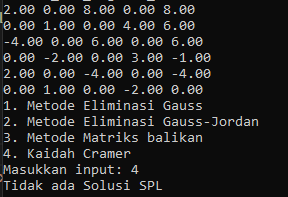 2.00 0.00 8.00 0.00 8.00
0.00 1.00 0.00 4.00 6.00
-4.00 0.00 6.00 0.00 6.00
0.00 -2.00 0.00 3.00 -1.00
2.00 0.00 -4.00 0.00 -4.00
0.00 1.00 0.00 -2.00 0.00
1. Metode Eliminasi Gauss
2. Metode Eliminasi Gauss-Jordan
3. Metode Matriks balikan
4. Kaidah Cramer
Masukkan input: 4
Tidak ada Solusi SPL